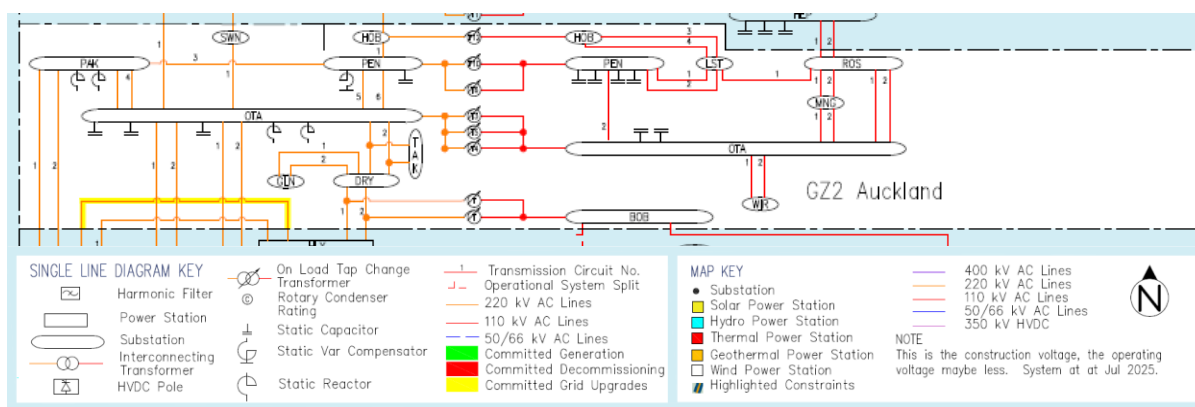 SWN
HOB
T12
HOB
PAK
PEN
T10
PEN
LST
ROS
MNG
OTA
TAK
OTA
GLN
DRY
WIR
GZ2 Auckland
BOB
SINGLE LINE DIAGRAM KEY
Harmonic Filter
Power Station
Substation
Interconnecting
Transformer
HVDC Pole
On Load Tap Change
Transformer
Rotary Condenser
Rating
Static Capacitor
Static Var Compensator
Static Reactor
Transmission Circuit No.
Operational System Split
220 kV AC Lines
110 kV AC Lines
50/66 kV AC Lines
Committed Generation
Committed Decommissioning
Committed Grid Upgrades
MAP KEY
Substation
Solar Power Station
Hydro Power Station
Thermal Power Station
Geothermal Power Station
Wind Power Station
Highlighted Constraints
400 kV AC Lines
220 kV AC Lines
110 kV AC Lines
50/66 kV AC Lines
350 kV HVDC
N
NOTE
This is the construction voltage, the operating
voltage maybe less. System at at Jul 2025.